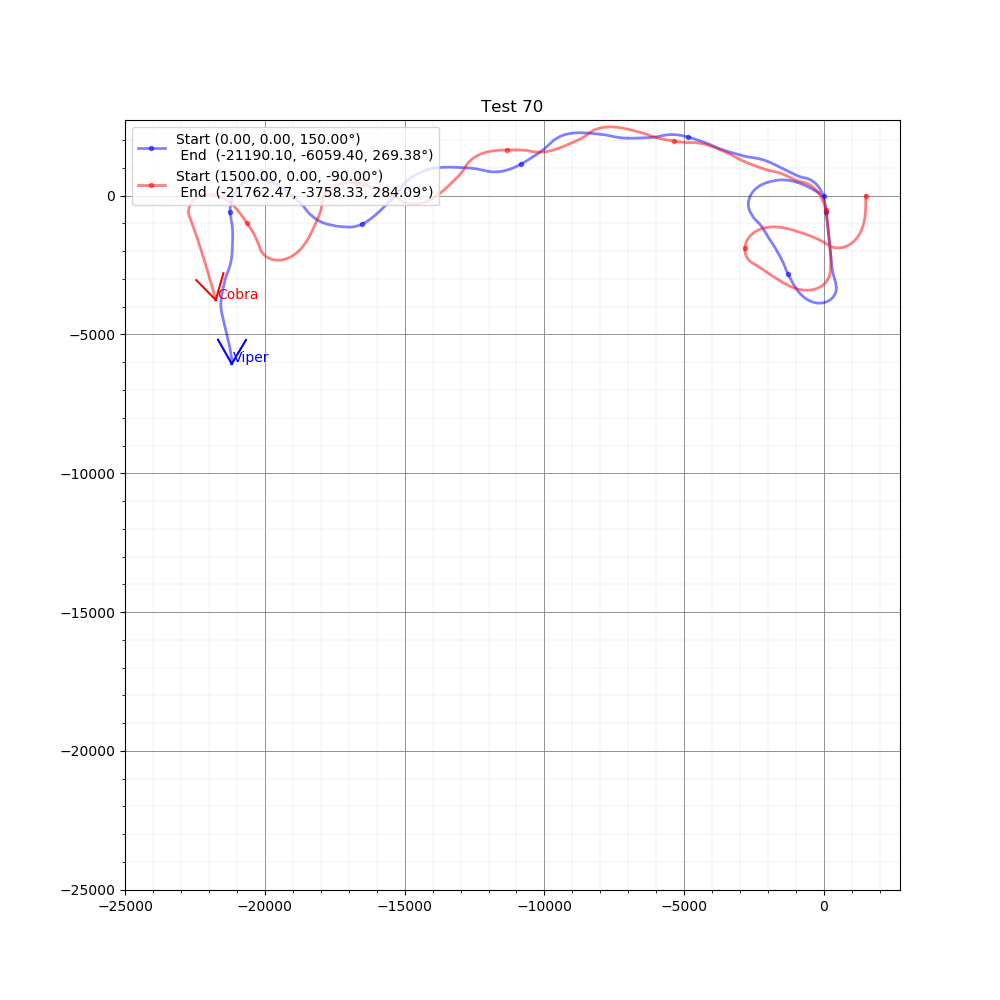 Test 70
Start (0.00, 0.00, 150.00°)
End (-21190.10, -6059.40, 269.38°)
Start (1500.00, 0.00, -90.00°)
End (-21762.47, -3758.33, 284.09°)
0
−5000
−10000
−15000
−20000
−25000
Cobra
Viper
−25000 −20000 −15000 −10000 −5000 0